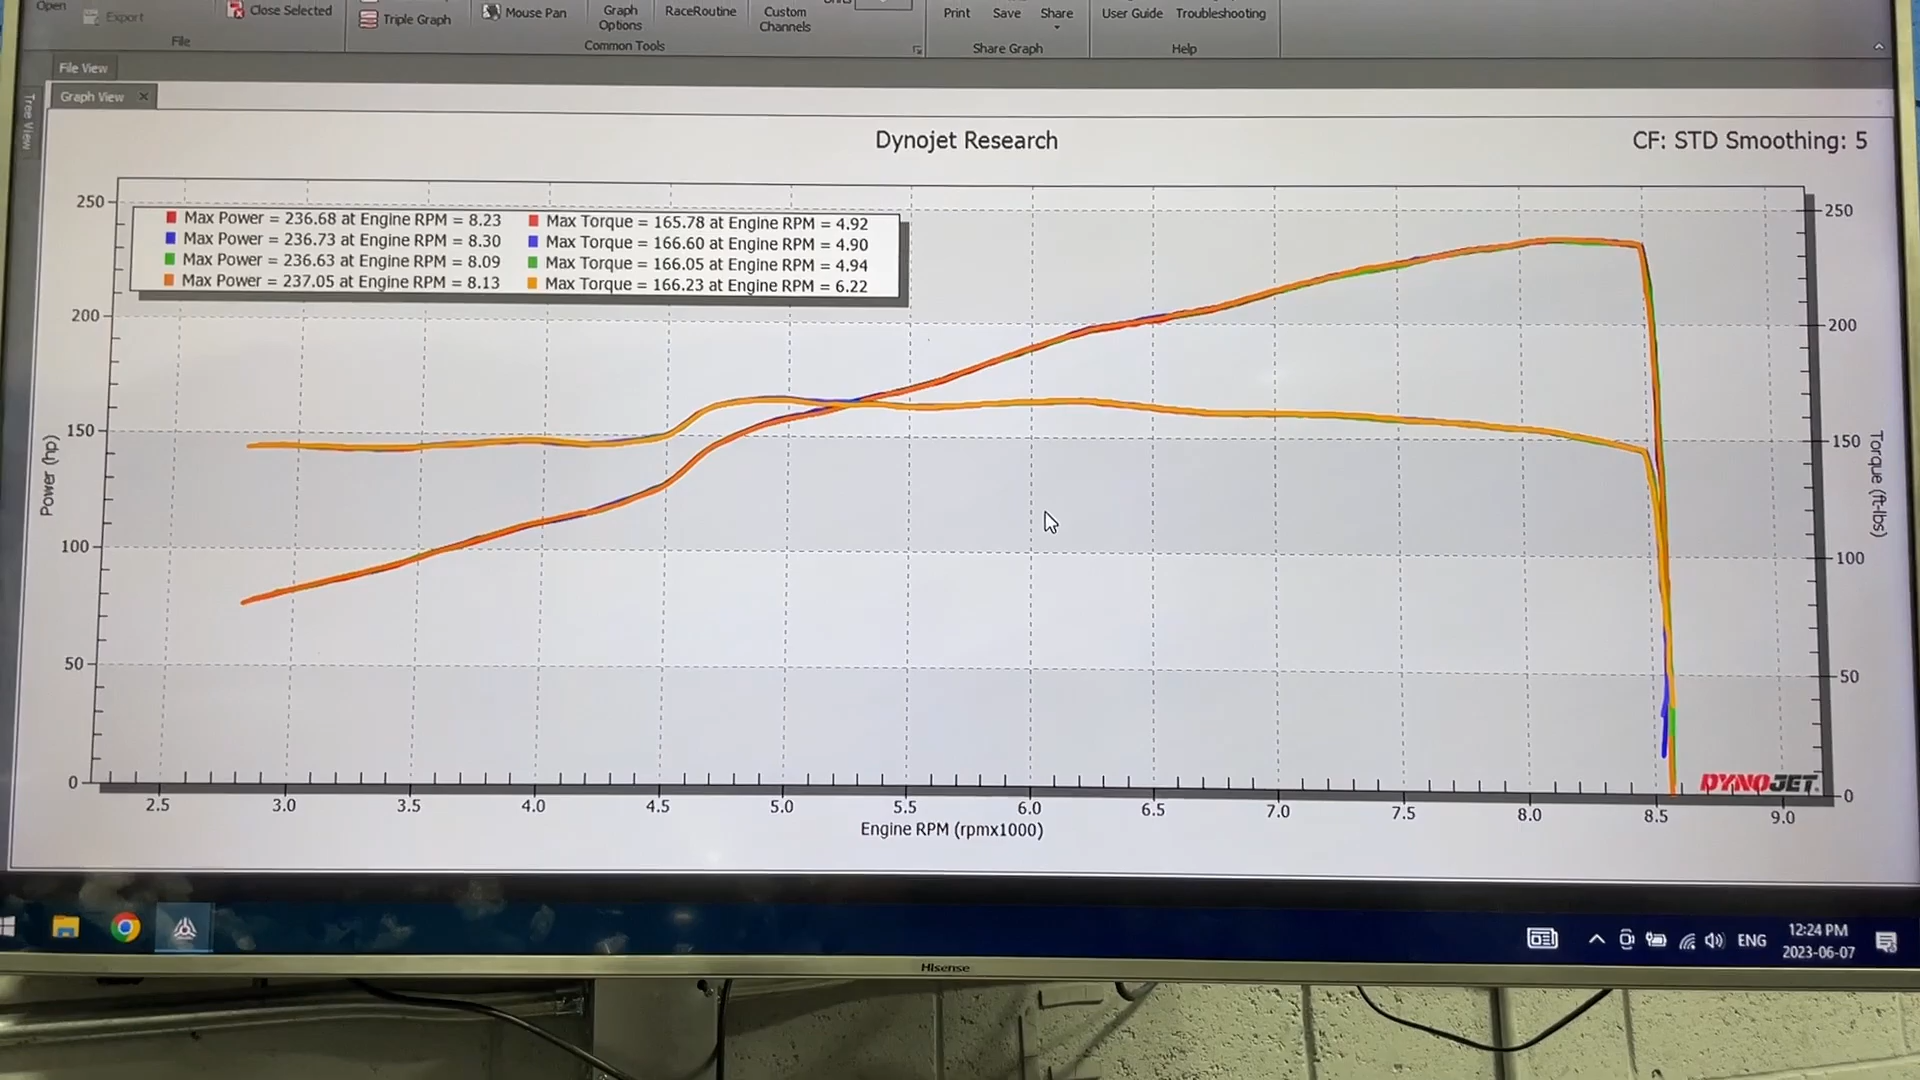 Open
Export
Close Selected
Triple Graph
Mouse Pan
Graph
Options
RaceRoutine
Custom
Channels
Print
Save
Share
User Guide
Troubleshooting
File
Common Tools
Share Graph
Help
File View
Graph View
Tree View
Dynojet Research
CF: STD Smoothing: 5
Max Power = 236.68 at Engine RPM = 8.23
Max Torque = 165.78 at Engine RPM = 4.92
Max Power = 236.73 at Engine RPM = 8.30
Max Torque = 166.60 at Engine RPM = 4.90
Max Power = 236.63 at Engine RPM = 8.09
Max Torque = 166.05 at Engine RPM = 4.94
Max Power = 237.05 at Engine RPM = 8.13
Max Torque = 166.23 at Engine RPM = 6.22
250
200
150
100
50
0
Power (hp)
250
200
150
100
50
0
Torque (ft-lbs)
2.5 3.0 3.5 4.0 4.5 5.0 5.5 6.0 6.5 7.0 7.5 8.0 8.5 9.0
Engine RPM (rpmx1000)
DYNOJET
ENG
12:24 PM
2023-06-07
Hisense